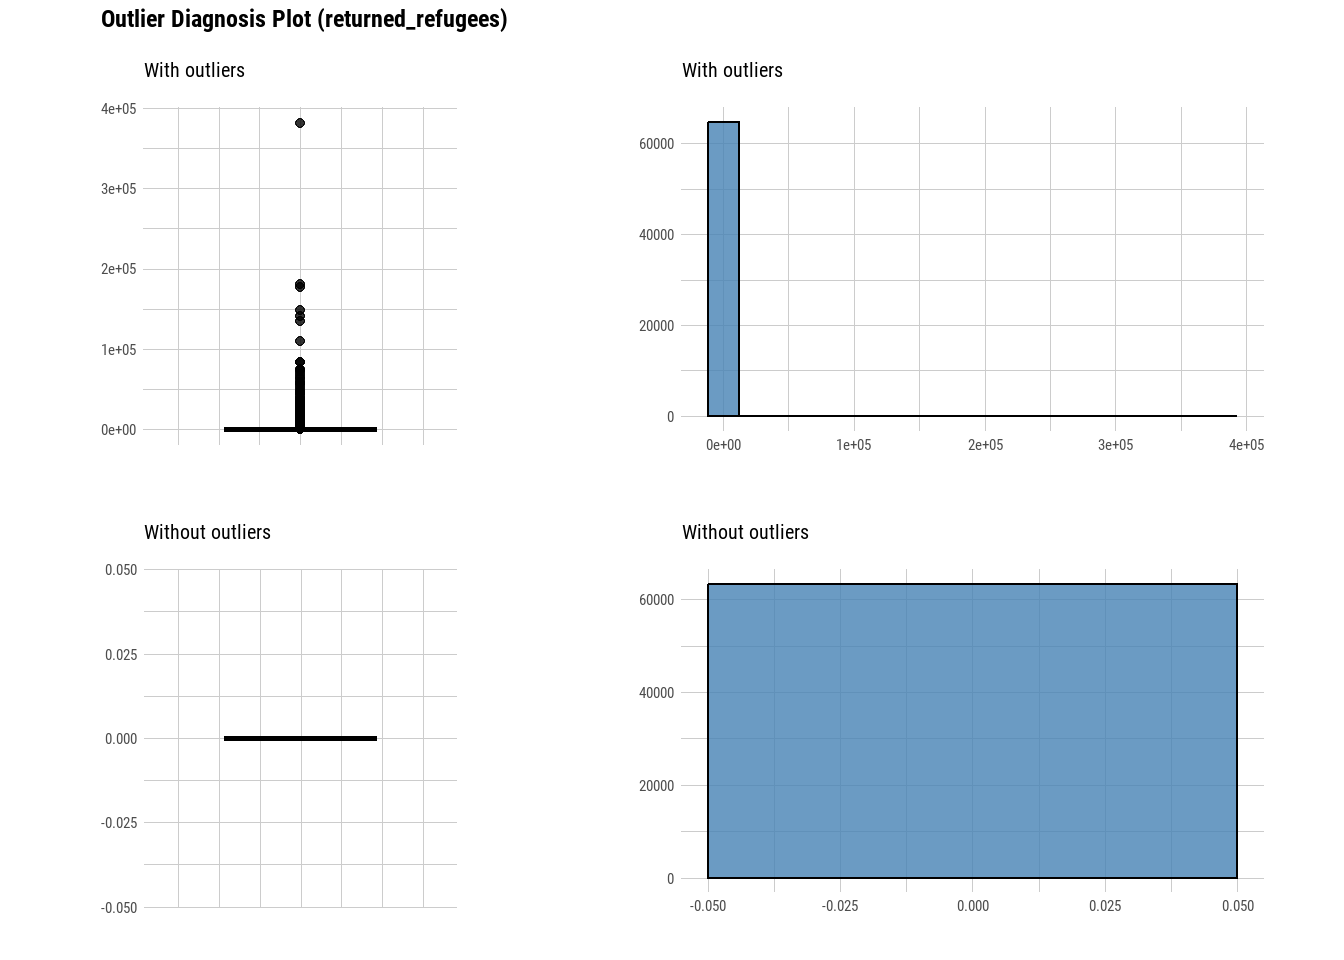 Outlier Diagnosis Plot (returned_refugees)
With outliers
4e+05
3e+05
2e+05
1e+05
0e+00
With outliers
60000
40000
20000
0
0e+00 1e+05 2e+05 3e+05 4e+05
Without outliers
0.050
0.025
0.000
-0.025
-0.050
Without outliers
60000
40000
20000
0
-0.050 -0.025 0.000 0.025 0.050